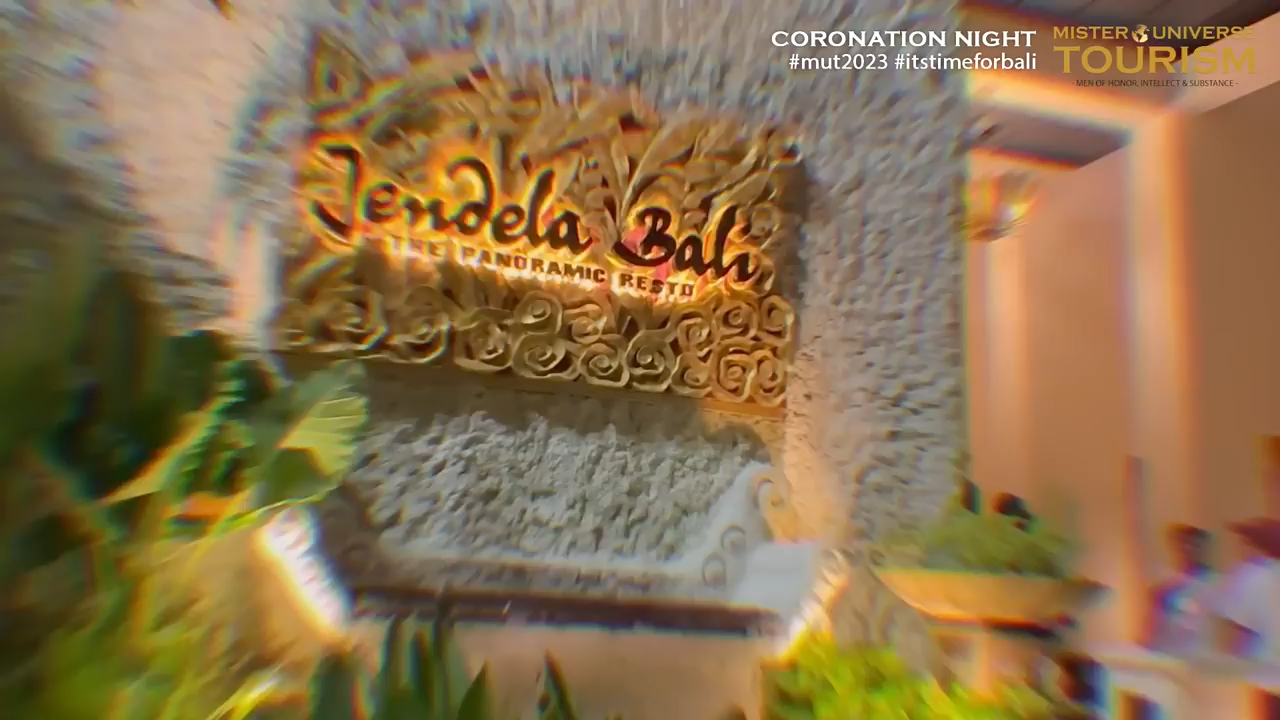 CORONATION NIGHT
#mut2023 #itstimeforbali
MISTER UNIVERSE
TOURISM
- MEN OF HONOR, INTELLECT & SUBSTANCE -
Jendela Bali
THE PANORAMIC RESTO